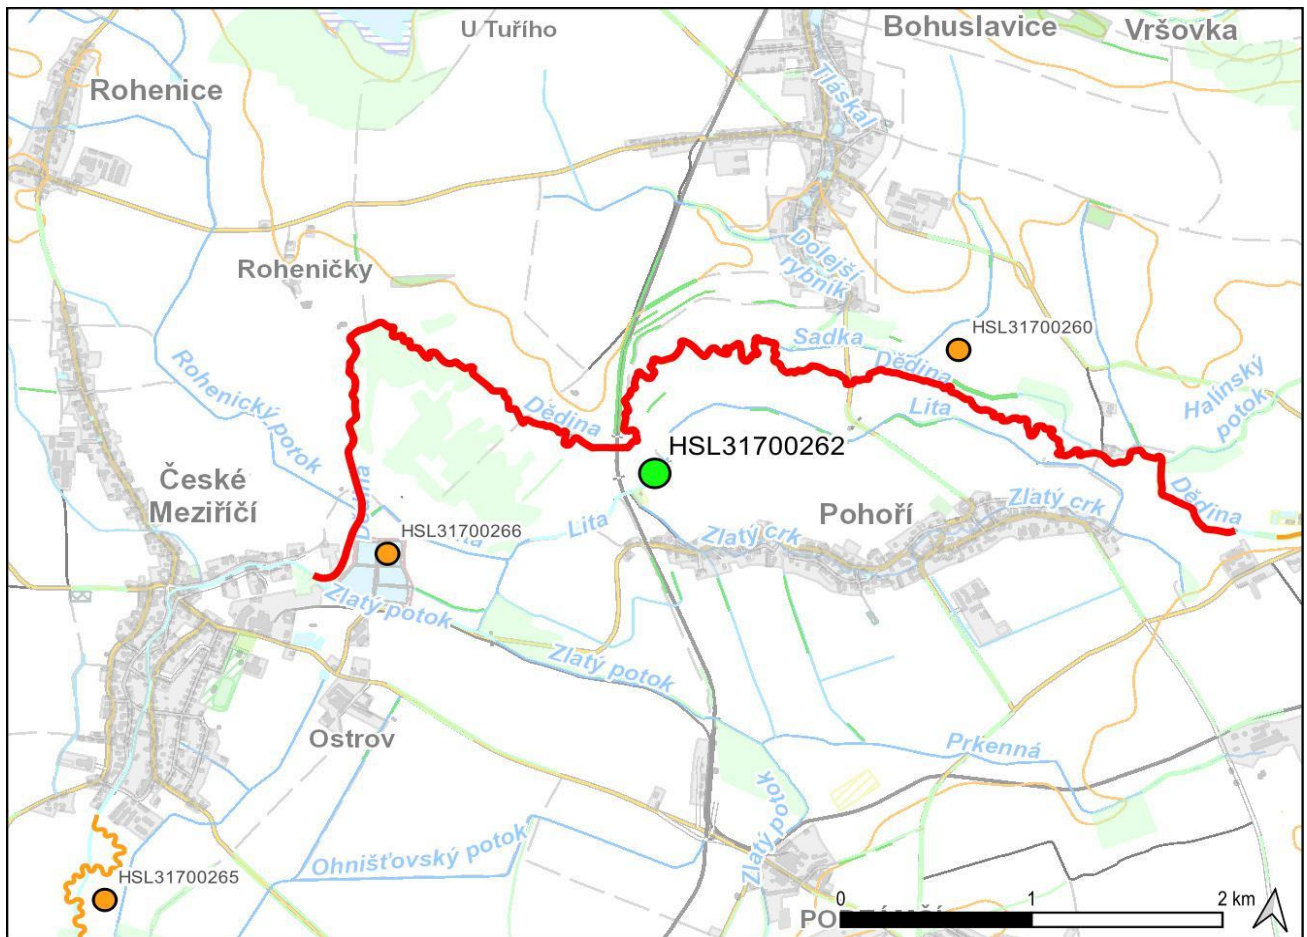 U Tuřího
Bohuslavice
Vršovka
Rohenice
Tláskal
Dolejší
rybník
Roheničky
HSL31700260
Sadka
Dědina
Rohenický potok
Dědina
Lita
Halínský
potok
HSL31700262
České
Meziříčí
Dědina
Zlatý crk
Pohoří
Lita
Zlatý crk
HSL31700266
Zlatý potok
Zlatý potok
Ostrov
Prkenná
Zlatý potok
Ohnišťovský potok
HSL31700265
0 1 2 km